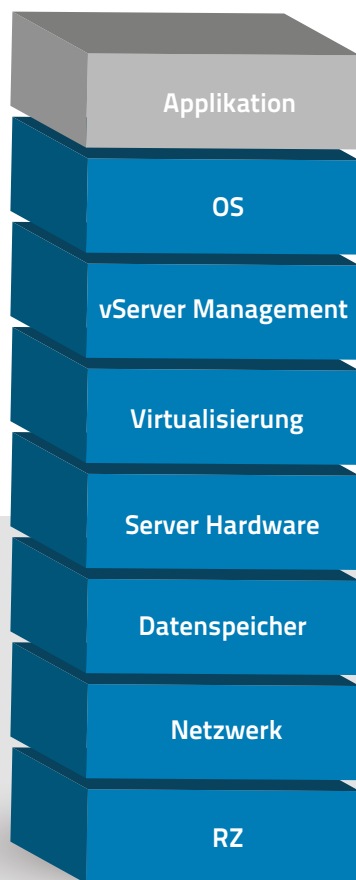 Applikation
OS
vServer Management
Virtualisierung
Server Hardware
Datenspeicher
Netzwerk
RZ